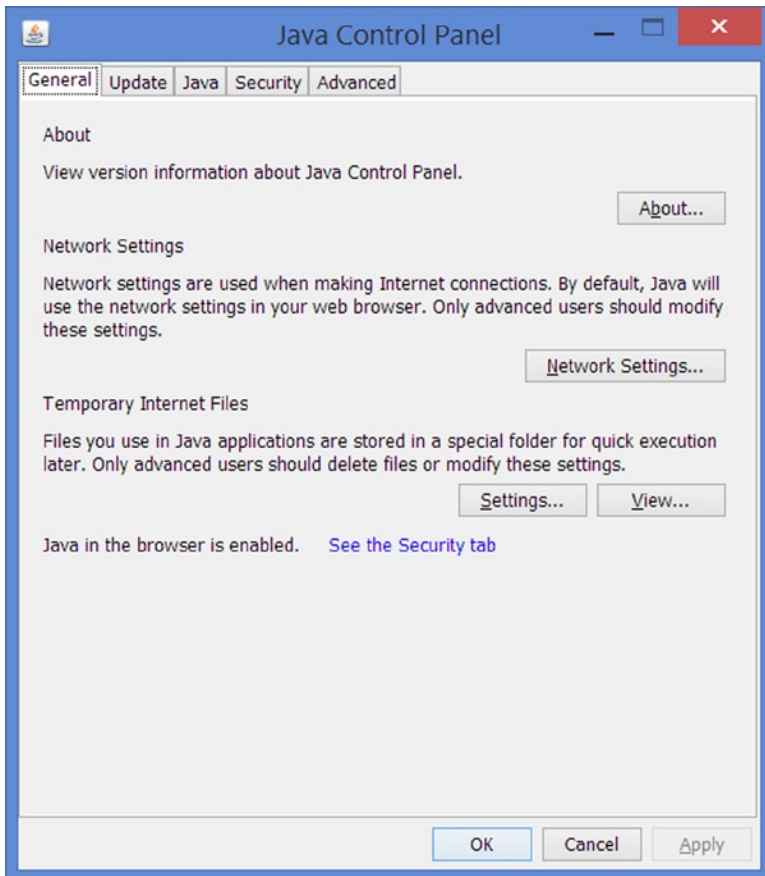 Java Control Panel
General Update Java Security Advanced
About
View version information about Java Control Panel.
About...
Network Settings
Network settings are used when making Internet connections. By default, Java will
use the network settings in your web browser. Only advanced users should modify
these settings.
Network Settings...
Temporary Internet Files
Files you use in Java applications are stored in a special folder for quick execution
later. Only advanced users should delete files or modify these settings.
Settings... View...
Java in the browser is enabled. See the Security tab
OK Cancel Apply